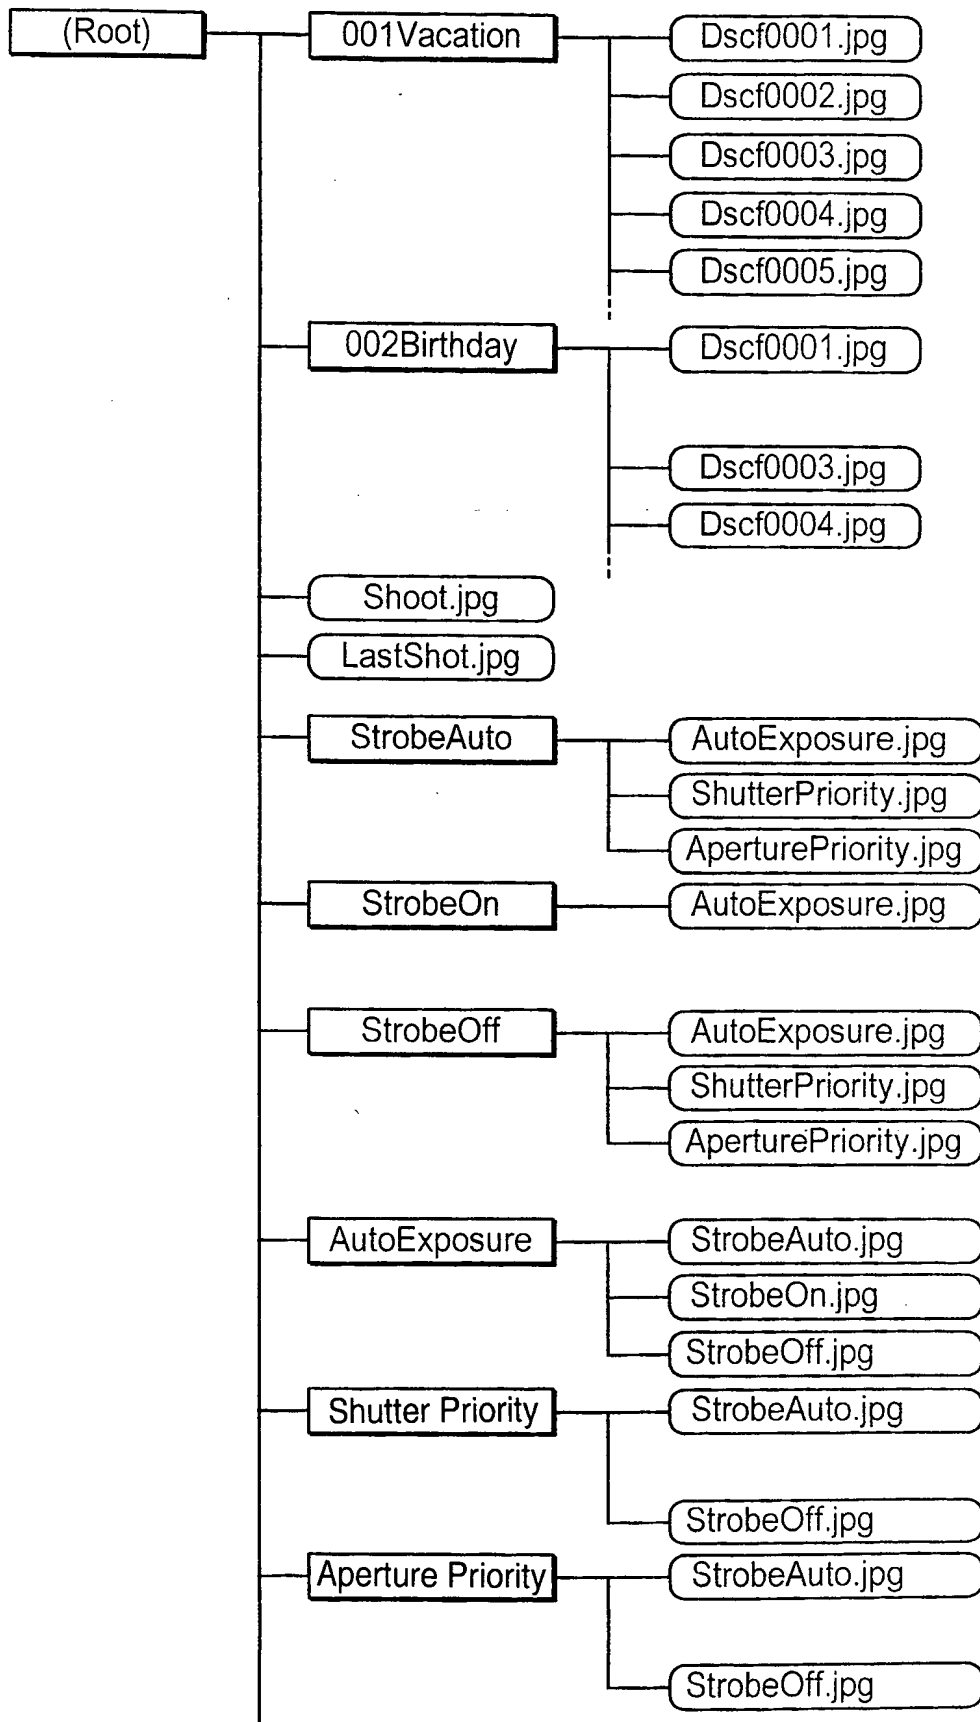 (Root)
001Vacation
Dscf0001.jpg
Dscf0002.jpg
Dscf0003.jpg
Dscf0004.jpg
Dscf0005.jpg
002Birthday
Dscf0001.jpg
Dscf0003.jpg
Dscf0004.jpg
Shoot.jpg
LastShot.jpg
StrobeAuto
AutoExposure.jpg
ShutterPriority.jpg
AperturePriority.jpg
StrobeOn
AutoExposure.jpg
StrobeOff
AutoExposure.jpg
ShutterPriority.jpg
AperturePriority.jpg
AutoExposure
StrobeAuto.jpg
StrobeOn.jpg
StrobeOff.jpg
Shutter Priority
StrobeAuto.jpg
StrobeOff.jpg
Aperture Priority
StrobeAuto.jpg
StrobeOff.jpg